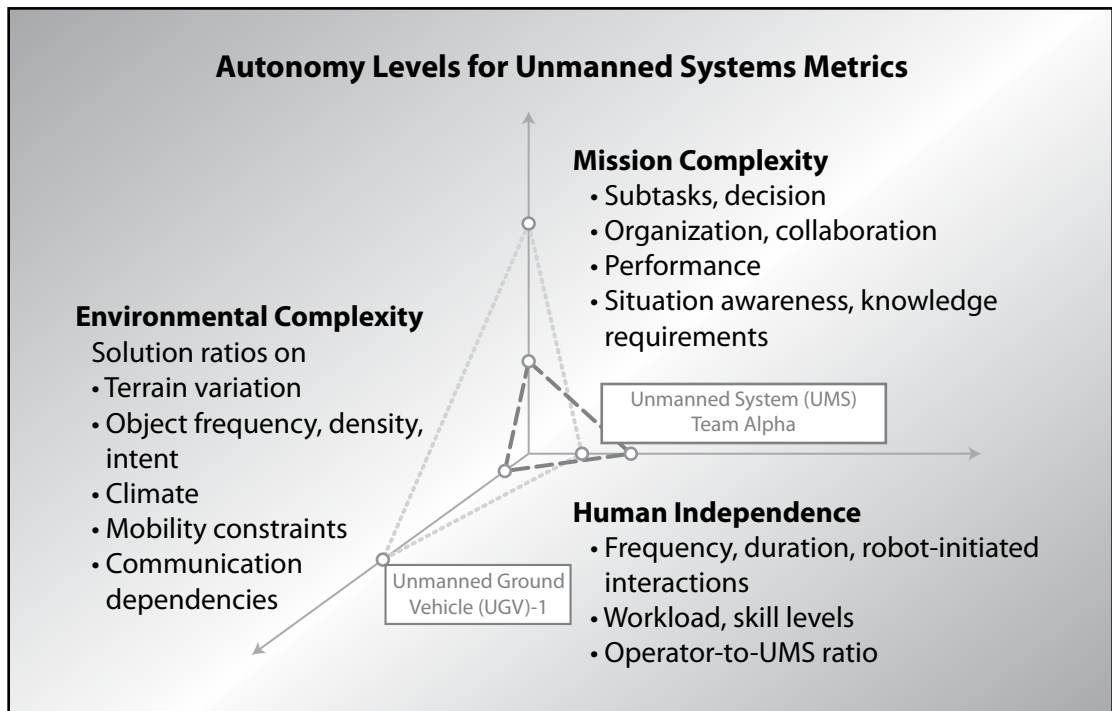 Autonomy Levels for Unmanned Systems Metrics
Mission Complexity
• Subtasks, decision
• Organization, collaboration
• Performance
• Situation awareness, knowledge
requirements
Environmental Complexity
Solution ratios on
• Terrain variation
• Object frequency, density,
intent
• Climate
• Mobility constraints
• Communication
dependencies
Unmanned System (UMS)
Team Alpha
Unmanned Ground
Vehicle (UGV)-1
Human Independence
• Frequency, duration, robot-initiated
interactions
• Workload, skill levels
• Operator-to-UMS ratio